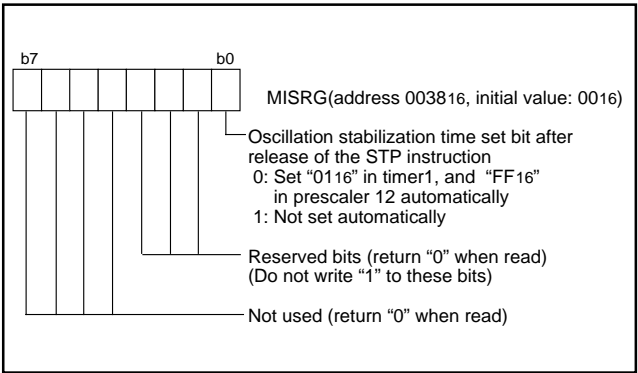 b7 b0
MISRG(address 003816, initial value: 0016)
Oscillation stabilization time set bit after
release of the STP instruction
0: Set “0116” in timer1, and “FF16”
in prescaler 12 automatically
1: Not set automatically
Reserved bits (return “0” when read)
(Do not write “1” to these bits)
Not used (return “0” when read)